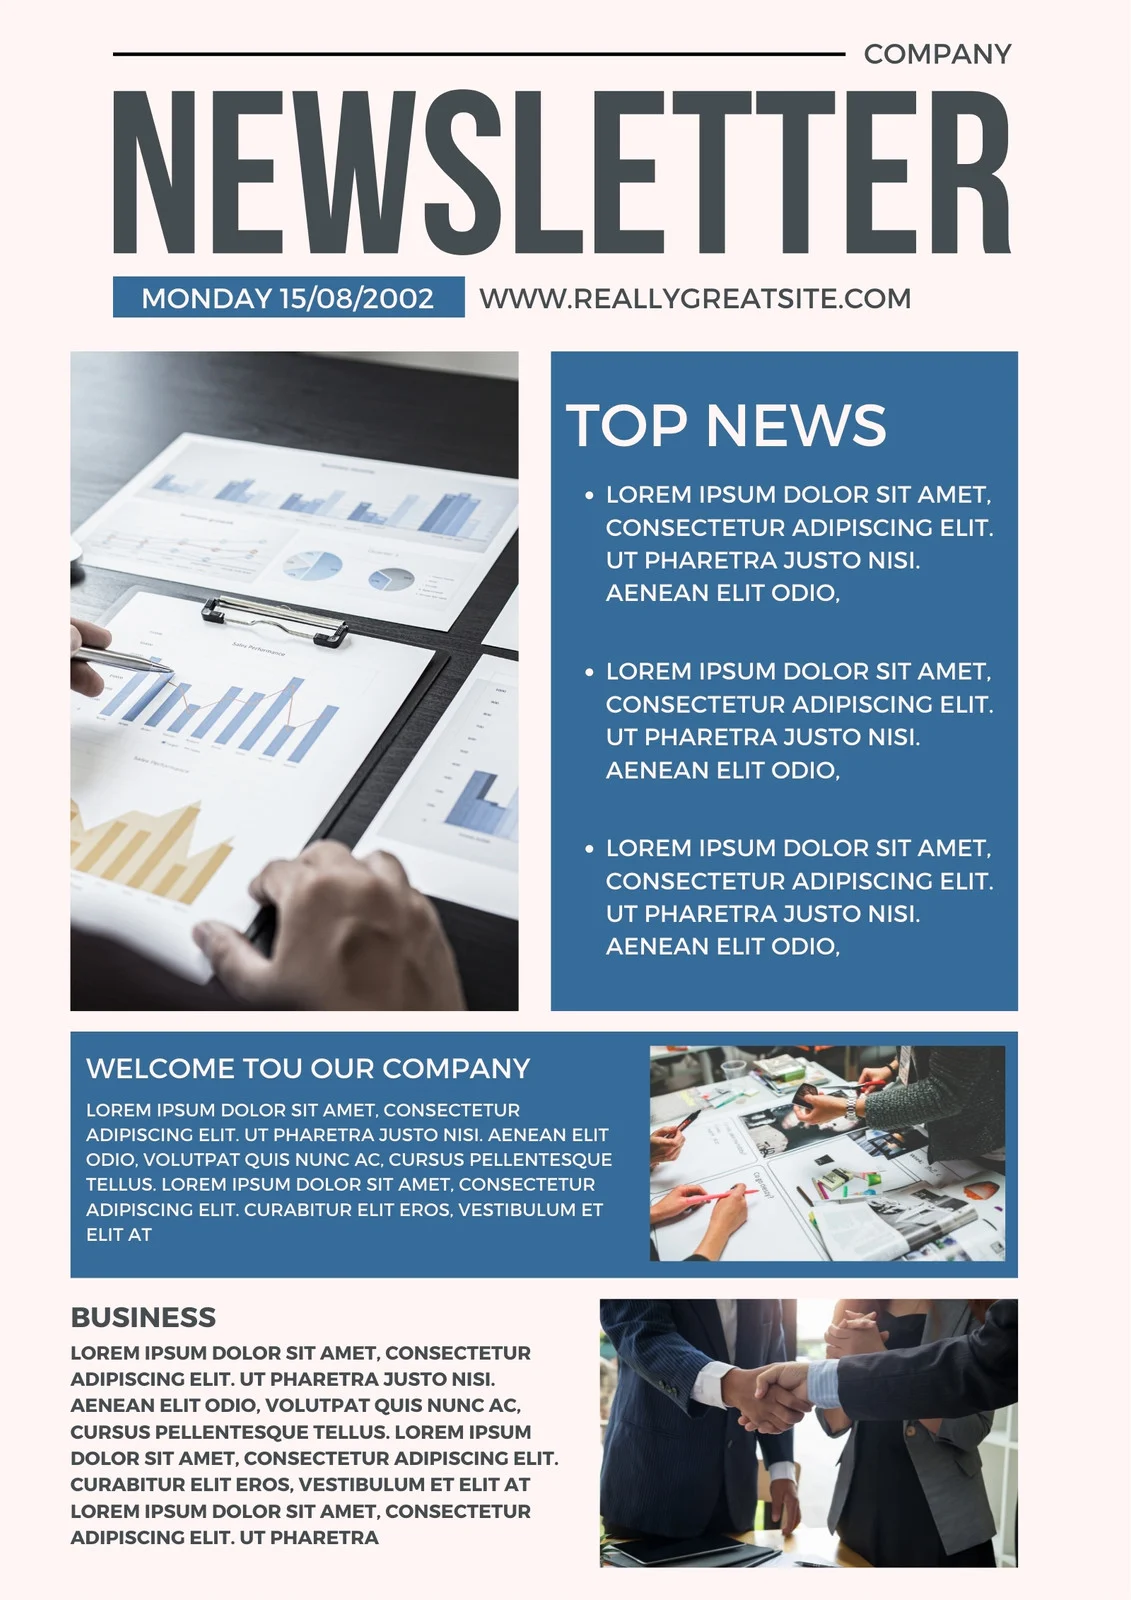 COMPANY
NEWSLETTER
MONDAY 15/08/2002
WWW.REALLYGREATSITE.COM
Sales Performance
Sales Performance
TOP NEWS
• LOREM IPSUM DOLOR SIT AMET,
CONSECTETUR ADIPISCING ELIT.
UT PHARETRA JUSTO NISI.
AENEAN ELIT ODIO,
• LOREM IPSUM DOLOR SIT AMET,
CONSECTETUR ADIPISCING ELIT.
UT PHARETRA JUSTO NISI.
AENEAN ELIT ODIO,
• LOREM IPSUM DOLOR SIT AMET,
CONSECTETUR ADIPISCING ELIT.
UT PHARETRA JUSTO NISI.
AENEAN ELIT ODIO,
WELCOME TOU OUR COMPANY
LOREM IPSUM DOLOR SIT AMET, CONSECTETUR
ADIPISCING ELIT. UT PHARETRA JUSTO NISI. AENEAN ELIT
ODIO, VOLUTPAT QUIS NUNC AC, CURSUS PELLENTESQUE
TELLUS. LOREM IPSUM DOLOR SIT AMET, CONSECTETUR
ADIPISCING ELIT. CURABITUR ELIT EROS, VESTIBULUM ET
ELIT AT
BUSINESS
LOREM IPSUM DOLOR SIT AMET, CONSECTETUR
ADIPISCING ELIT. UT PHARETRA JUSTO NISI.
AENEAN ELIT ODIO, VOLUTPAT QUIS NUNC AC,
CURSUS PELLENTESQUE TELLUS. LOREM IPSUM
DOLOR SIT AMET, CONSECTETUR ADIPISCING ELIT.
CURABITUR ELIT EROS, VESTIBULUM ET ELIT AT
LOREM IPSUM DOLOR SIT AMET, CONSECTETUR
ADIPISCING ELIT. UT PHARETRA